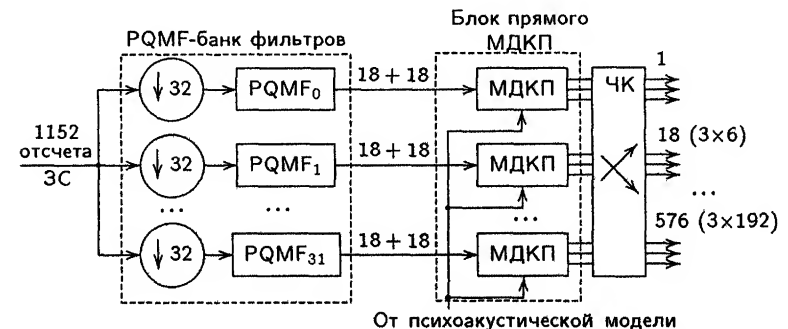 Блок прямого
МДКП
PQMF-банк фильтров
1152
отсчета
ЗС
↓ 32
PQMF₀
18 + 18
МДКП
ЧК
1
↓ 32
PQMF₁
18 + 18
МДКП
18 (3×6)
...
...
...
...
576 (3×192)
↓ 32
PQMF₃₁
18 + 18
МДКП
От психоакустической модели